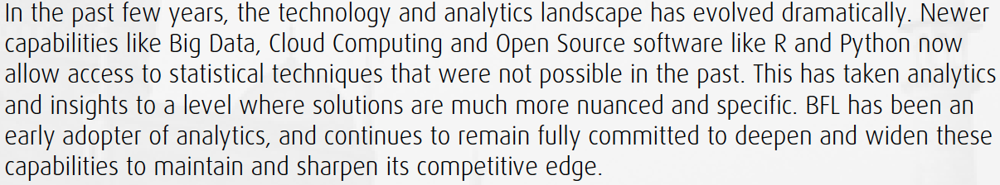 In the past few years, the technology and analytics landscape has evolved dramatically. Newer
capabilities like Big Data, Cloud Computing and Open Source software like R and Python now
allow access to statistical techniques that were not possible in the past. This has taken analytics
and insights to a level where solutions are much more nuanced and specific. BFL has been an
early adopter of analytics, and continues to remain fully committed to deepen and widen these
capabilities to maintain and sharpen its competitive edge.